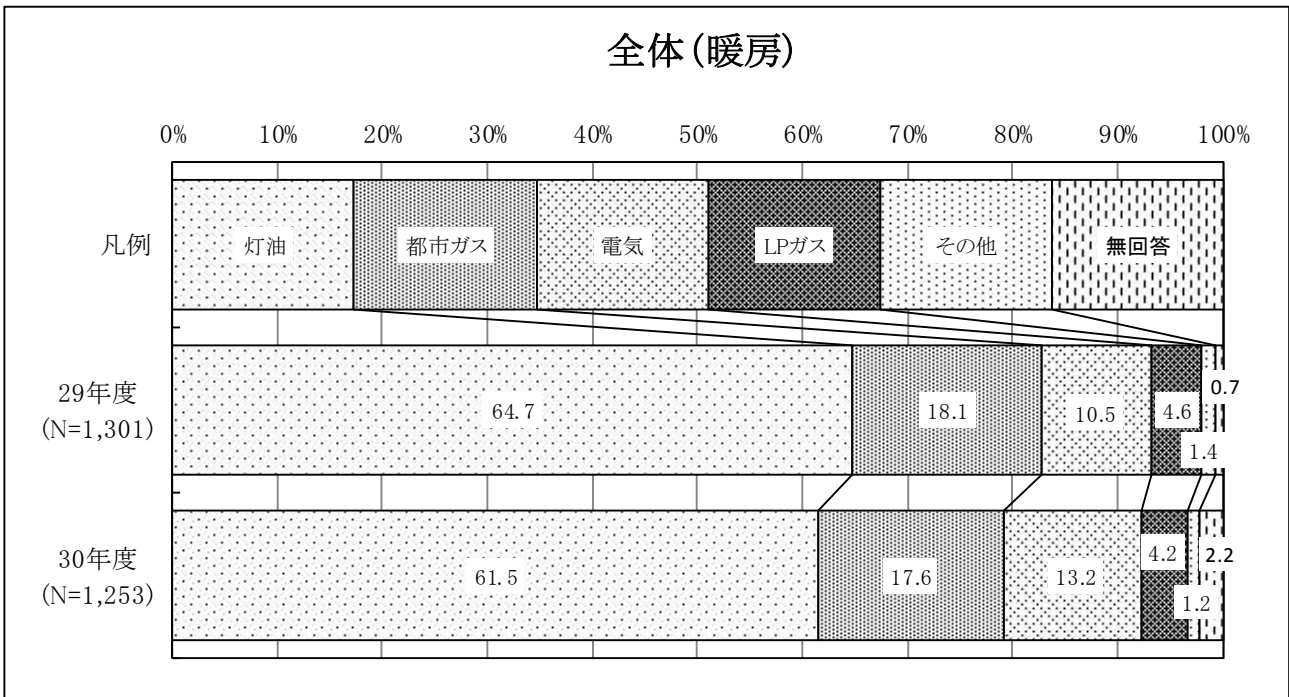 全体(暖房)
0% 10% 20% 30% 40% 50% 60% 70% 80% 90% 100%
凡例 灯油 都市ガス 電気 LPガス その他 無回答
29年度
(N=1,301)
64.7 18.1 10.5 4.6 1.4 0.7
30年度
(N=1,253)
61.5 17.6 13.2 4.2 1.2 2.2